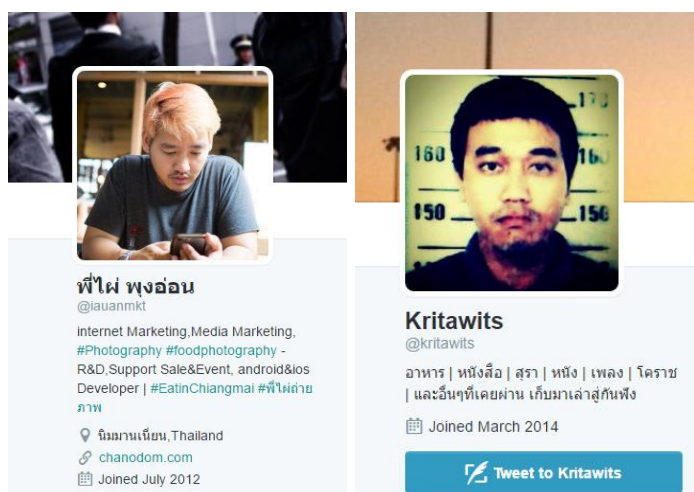 พี่ไผ่ พุงอ่อน
@iauanmkt
internet Marketing,Media Marketing,
#Photography #foodphotography -
R&D,Support Sale&Event, android&ios
Developer | #EatinChiangmai #พี่ไผ่ถ่าย
ภาพ
นิมมานเนี่ยน,Thailand
chanodom.com
Joined July 2012
170
160
160
150
150
Kritawits
@kritawits
อาหาร | หนังสือ | สุรา | หนัง | เพลง | โคราช
| และอื่นๆที่เคยผ่าน เก็บมาเล่าสู่กันฟัง
Joined March 2014
Tweet to Kritawits